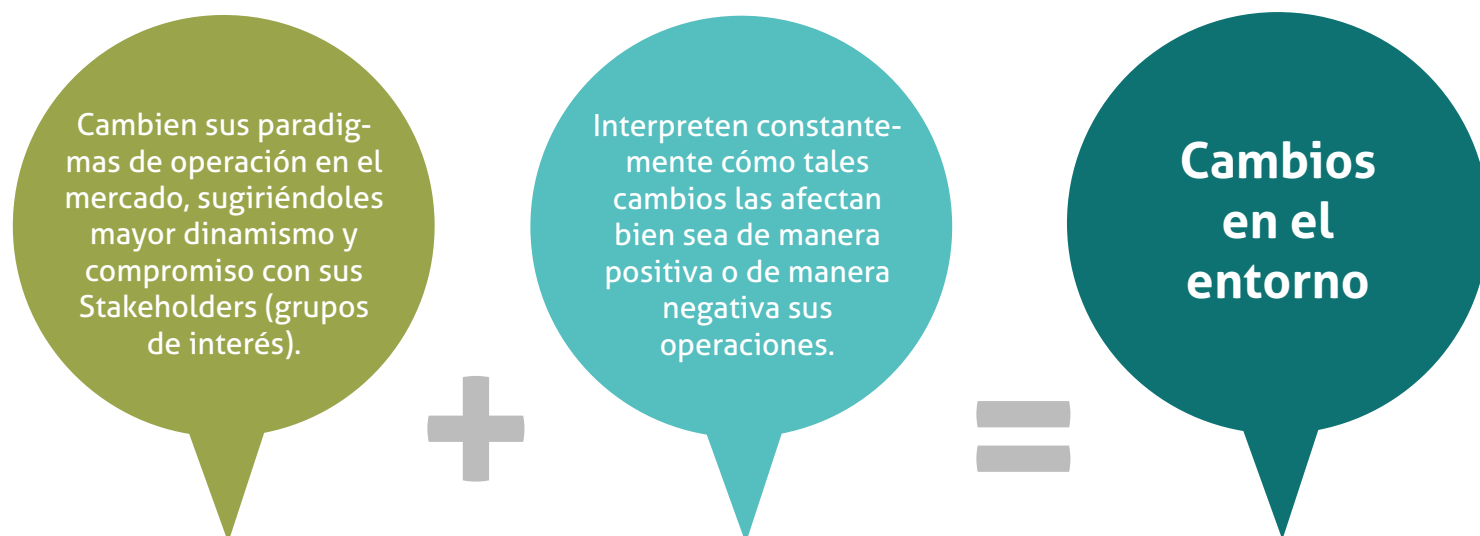 Cambien sus paradig-
mas de operación en el
mercado, sugiriéndoles
mayor dinamismo y
compromiso con sus
Stakeholders (grupos
de interés).
+
Interpreten constante-
mente cómo tales
cambios las afectan
bien sea de manera
positiva o de manera
negativa sus
operaciones.
=
Cambios
en el
entorno